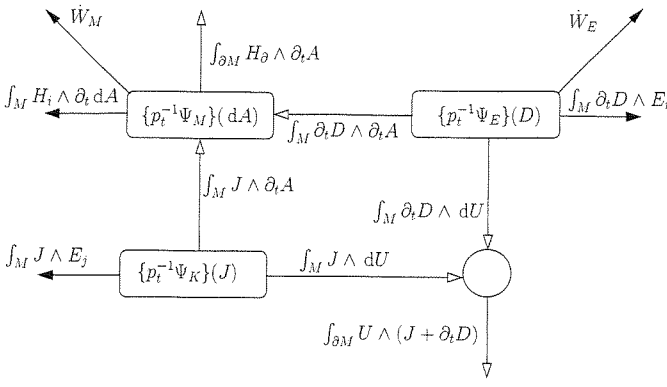 Ẇ_M
Ẇ_E
∫_{∂M} H_∂ ∧ ∂_t A
∫_M H_i ∧ ∂_t dA
{p_t^{-1}Ψ_M}(dA)
{p_t^{-1}Ψ_E}(D)
∫_M ∂_t D ∧ E_i
∫_M ∂_t D ∧ ∂_t A
∫_M J ∧ ∂_t A
∫_M ∂_t D ∧ dU
∫_M J ∧ E_j
{p_t^{-1}Ψ_K}(J)
∫_M J ∧ dU
∫_{∂M} U ∧ (J + ∂_t D)